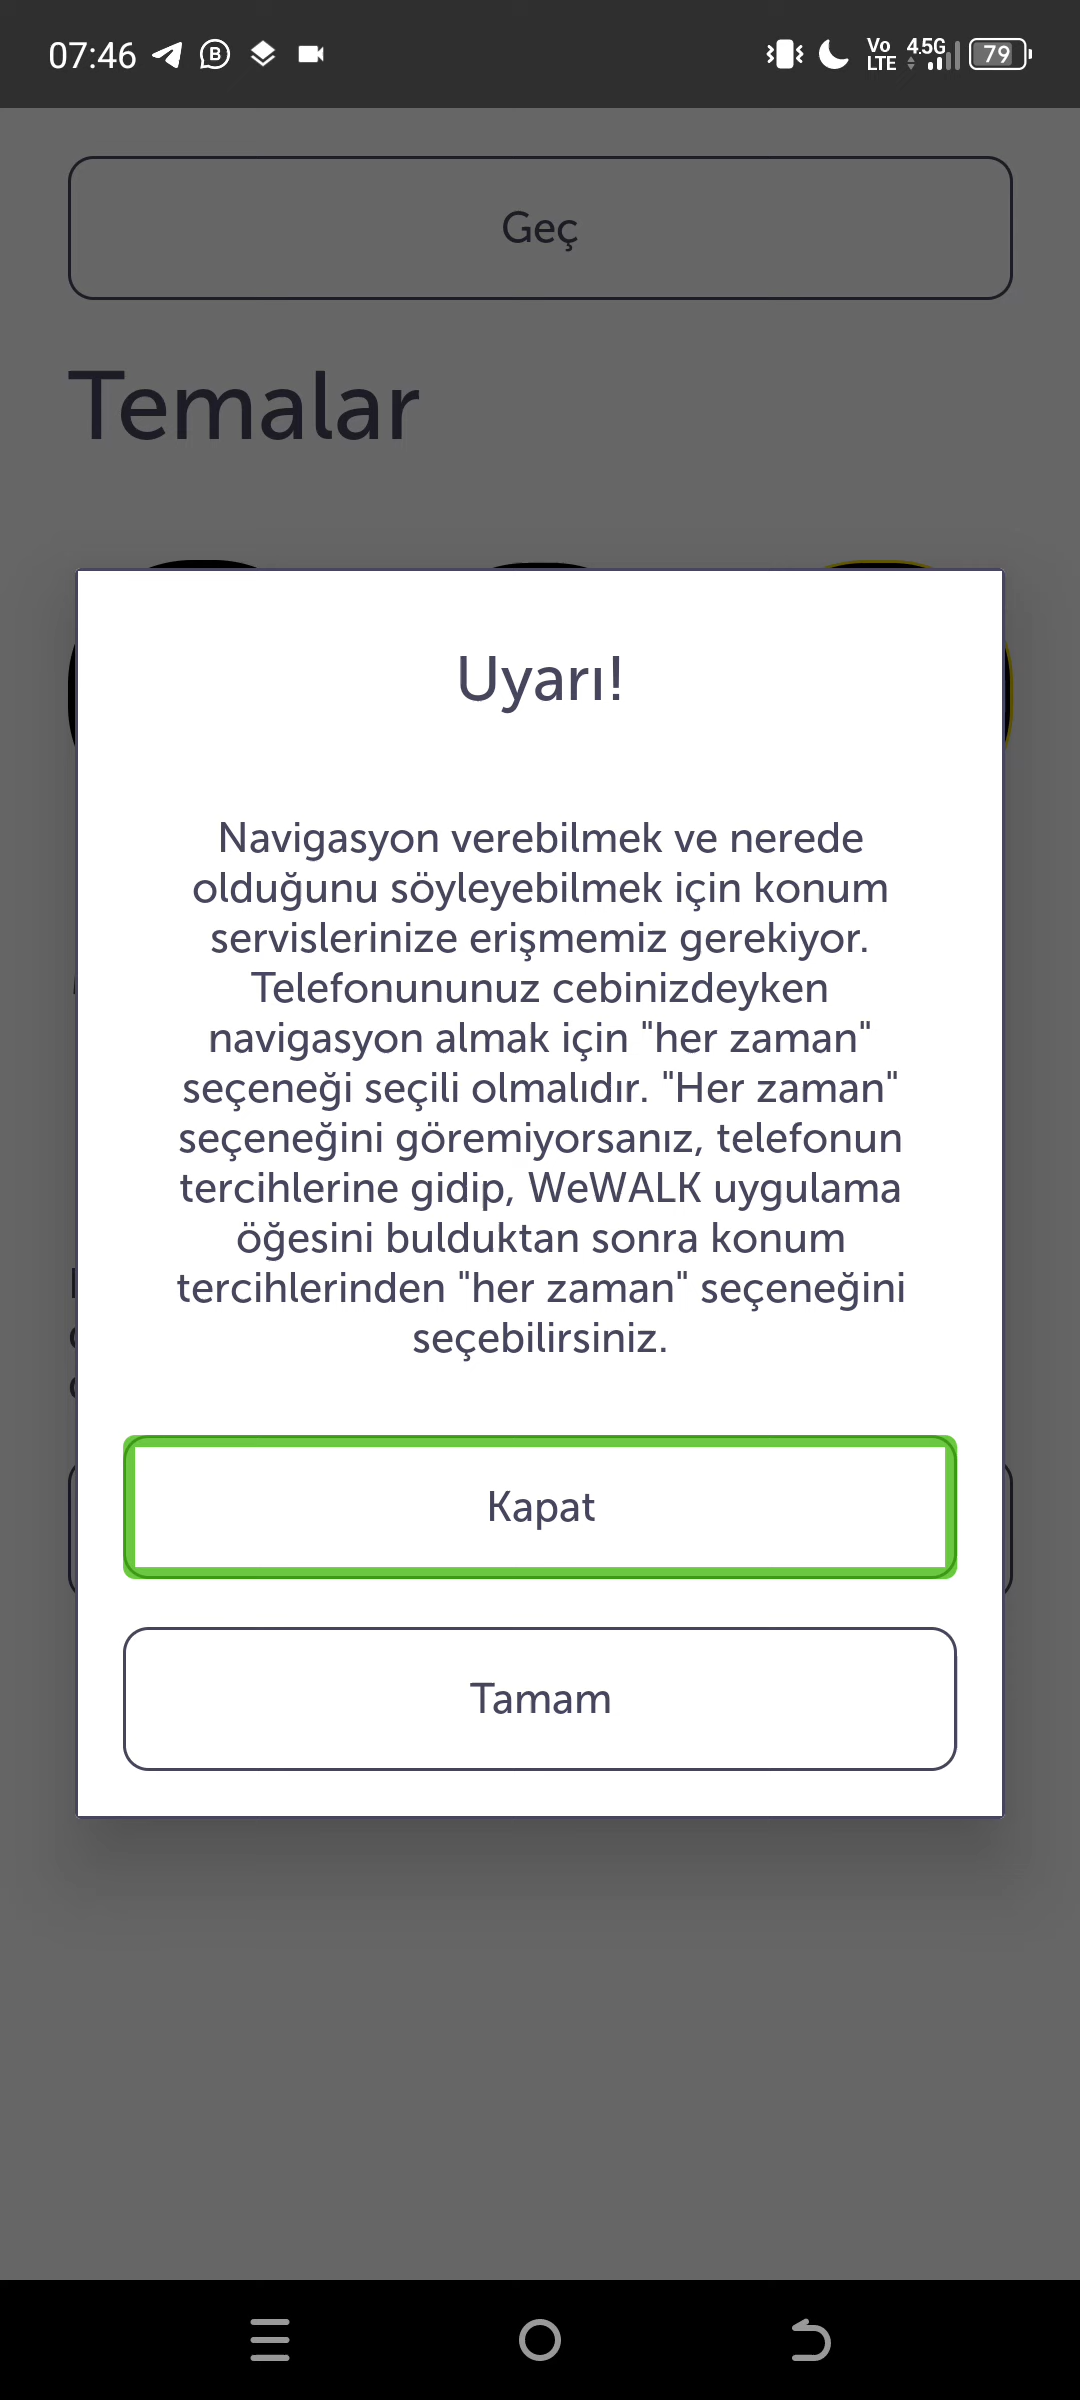 07:46
Vo
LTE
4.5G
79
Geç
Temalar
Uyarı!
Navigasyon verebilmek ve nerede
olduğunu söyleyebilmek için konum
servislerinize erişmemiz gerekiyor.
Telefonununuz cebinizdeyken
navigasyon almak için "her zaman"
seçeneği seçili olmalıdır. "Her zaman"
seçeneğini göremiyorsanız, telefonun
tercihlerine gidip, WeWALK uygulama
öğesini bulduktan sonra konum
tercihlerinden "her zaman" seçeneğini
seçebilirsiniz.
Kapat
Tamam